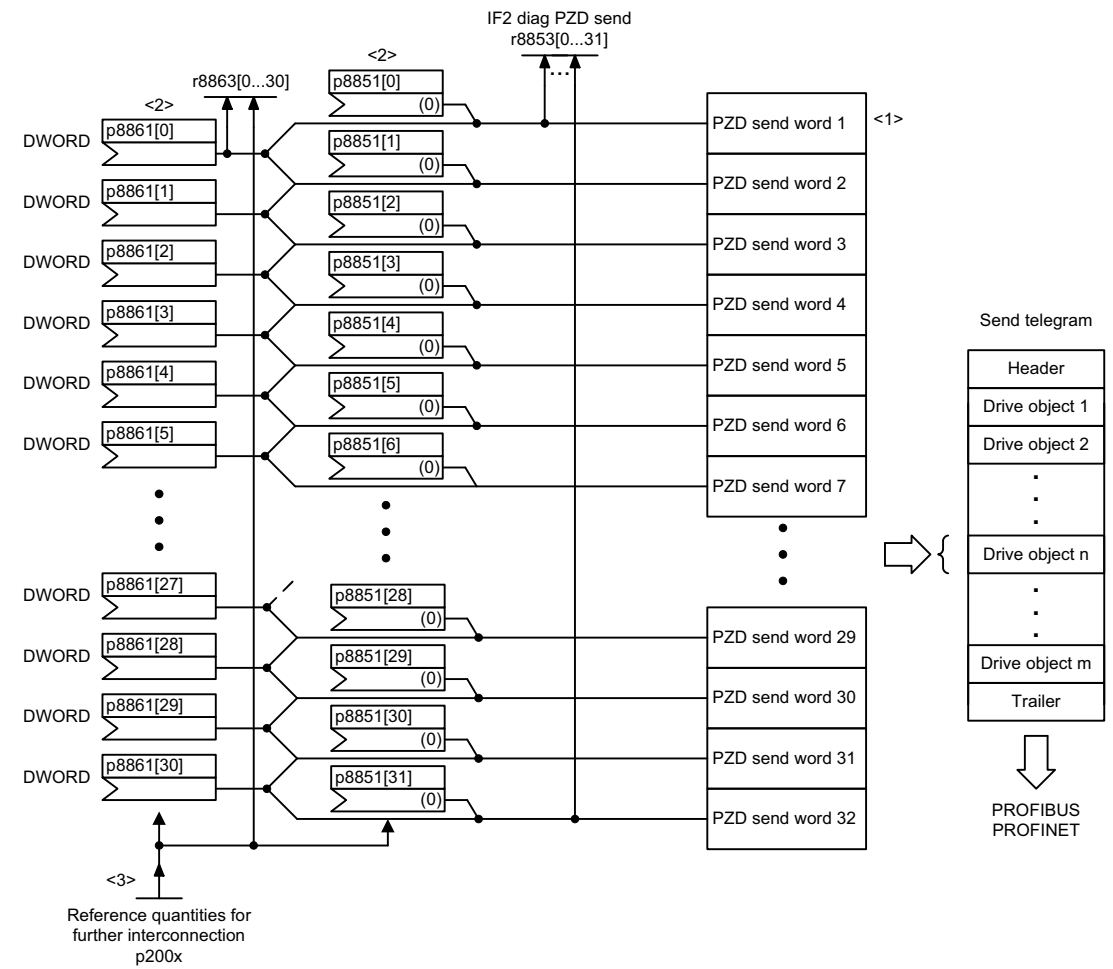 IF2 diag PZD send
r8853[0...31]
...
<2>
r8863[0...30]
<2>
p8851[0]
(0)
PZD send word 1
<1>
DWORD
p8861[0]
p8851[1]
(0)
PZD send word 2
DWORD
p8861[1]
p8851[2]
(0)
PZD send word 3
DWORD
p8861[2]
p8851[3]
(0)
PZD send word 4
DWORD
p8861[3]
p8851[4]
(0)
PZD send word 5
DWORD
p8861[4]
p8851[5]
(0)
PZD send word 6
DWORD
p8861[5]
p8851[6]
(0)
PZD send word 7
DWORD
p8861[27]
p8851[28]
(0)
PZD send word 29
DWORD
p8861[28]
p8851[29]
(0)
PZD send word 30
DWORD
p8861[29]
p8851[30]
(0)
PZD send word 31
DWORD
p8861[30]
p8851[31]
(0)
PZD send word 32
<3>
Reference quantities for
further interconnection
p200x
Send telegram
Header
Drive object 1
Drive object 2
Drive object n
Drive object m
Trailer
PROFIBUS
PROFINET